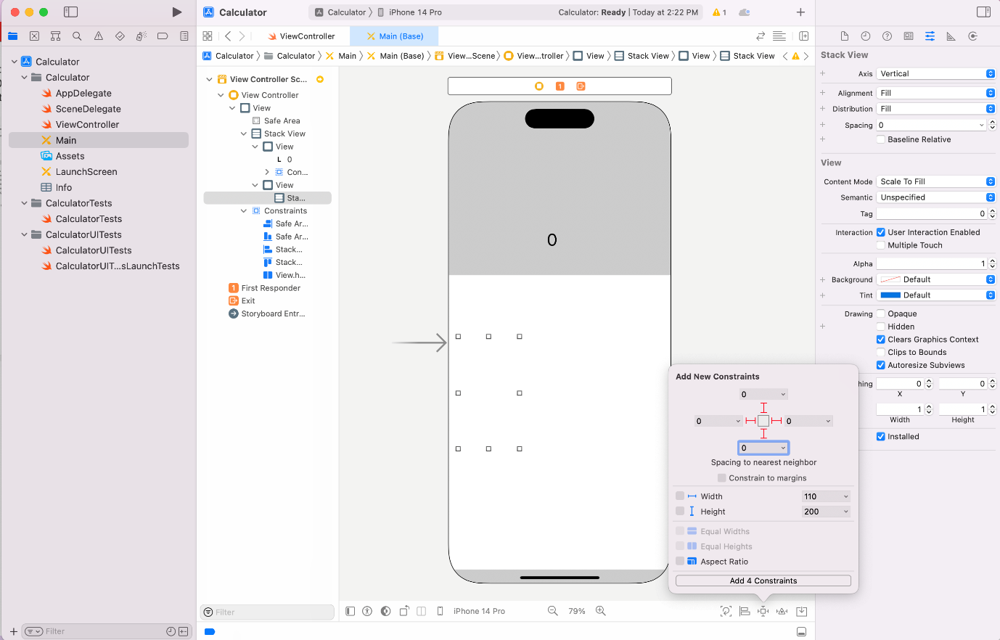 Calculator
Calculator
iPhone 14 Pro
Calculator: Ready | Today at 2:22 PM
1
ViewController
Main (Base)
Calculator
Calculator
Main
Main (Base)
View...Scene
View...troller
View
Stack View
View
Stack View
Calculator
Calculator
AppDelegate
SceneDelegate
ViewController
Main
Assets
LaunchScreen
Info
CalculatorTests
CalculatorTests
CalculatorUITests
CalculatorUITests
CalculatorUIT...sLaunchTests
Filter
View Controller Sc...
View Controller
View
Safe Area
Stack View
View
L 0
Con...
View
Sta...
Constraints
Safe Ar...
Safe Ar...
Stack...
Stack...
View.h...
1 First Responder
Exit
Storyboard Entr...
Filter
1
0
iPhone 14 Pro
79%
Add New Constraints
0
0
0
0
Spacing to nearest neighbor
Constrain to margins
Width 110
Height 200
Equal Widths
Equal Heights
Aspect Ratio
Add 4 Constraints
Stack View
Axis Vertical
Alignment Fill
Distribution Fill
Spacing 0
Baseline Relative
View
Content Mode Scale To Fill
Semantic Unspecified
Tag 0
Interaction User Interaction Enabled
Multiple Touch
Alpha 1
Background Default
Tint Default
Drawing Opaque
Hidden
Clears Graphics Context
Clips to Bounds
Autoresize Subviews
hing 0 0
X Y
1 1
Width Height
Installed